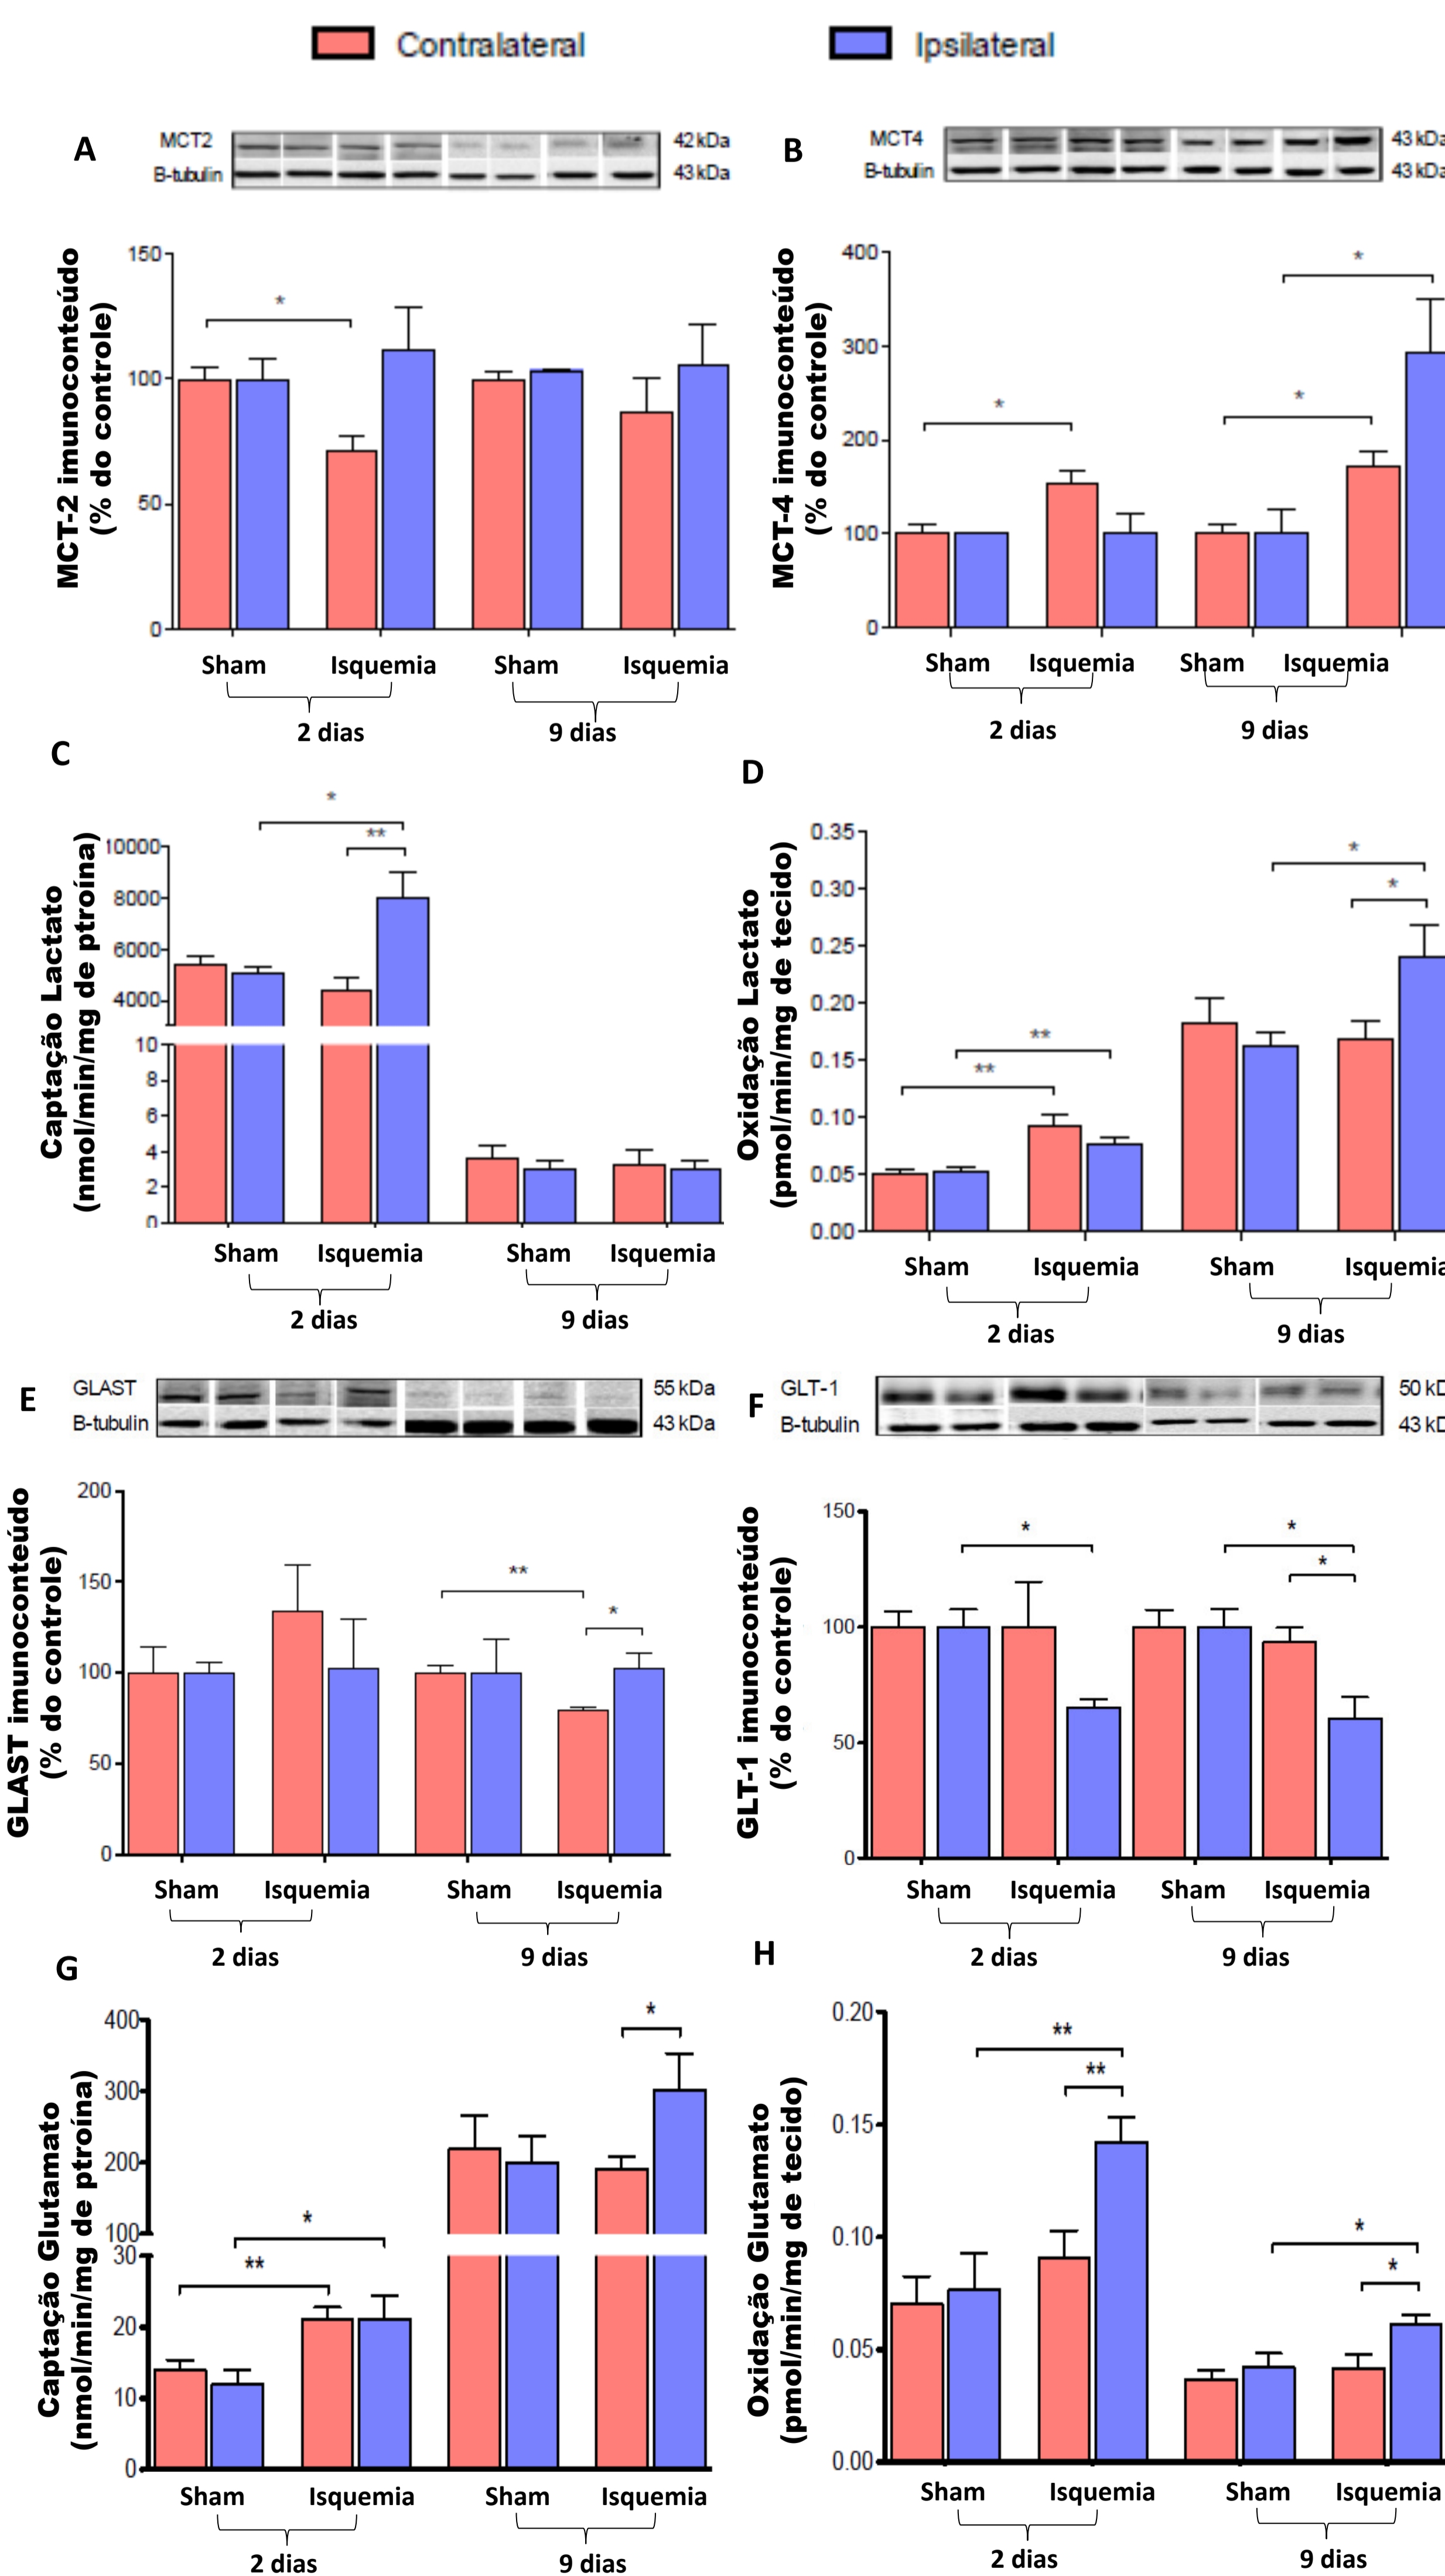 Contralateral Ipsilateral
A
MCT2 42 kDa
B-tubulin 43 kDa
MCT-2 imunoconteúdo
(% do controle)
150
100
50
0
*
Sham Isquemia Sham Isquemia
2 dias 9 dias
B
MCT4 43 kDa
B-tubulin 43 kDa
MCT-4 imunoconteúdo
(% do controle)
400
300
200
100
0
*
*
*
Sham Isquemia Sham Isquemia
2 dias 9 dias
C
Captação Lactato
(nmol/min/mg de ptroína)
10000
8000
6000
4000
10
8
6
4
2
0
*
**
Sham Isquemia Sham Isquemia
2 dias 9 dias
D
Oxidação Lactato
(pmol/min/mg de tecido)
0.35
0.30
0.25
0.20
0.15
0.10
0.05
0.00
**
**
*
*
Sham Isquemia Sham Isquemia
2 dias 9 dias
E
GLAST 55 kDa
B-tubulin 43 kDa
GLAST imunoconteúdo
(% do controle)
200
150
100
50
0
**
*
Sham Isquemia Sham Isquemia
2 dias 9 dias
F
GLT-1 50 kD
B-tubulin 43 kD
GLT-1 imunoconteúdo
(% do controle)
150
100
50
0
*
*
*
Sham Isquemia Sham Isquemia
2 dias 9 dias
G
Captação Glutamato
(nmol/min/mg de ptroína)
400
300
200
100
30
20
10
0
**
*
*
Sham Isquemia Sham Isquemia
2 dias 9 dias
H
Oxidação Glutamato
(pmol/min/mg de tecido)
0.20
0.15
0.10
0.05
0.00
**
**
*
*
Sham Isquemia Sham Isquemia
2 dias 9 dias